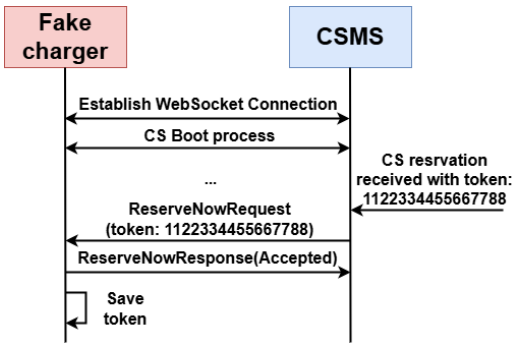 Fake
charger
CSMS
Establish WebSocket Connection
CS Boot process
CS resrvation
received with token:
1122334455667788
...
ReserveNowRequest
(token: 1122334455667788)
ReserveNowResponse(Accepted)
Save
token